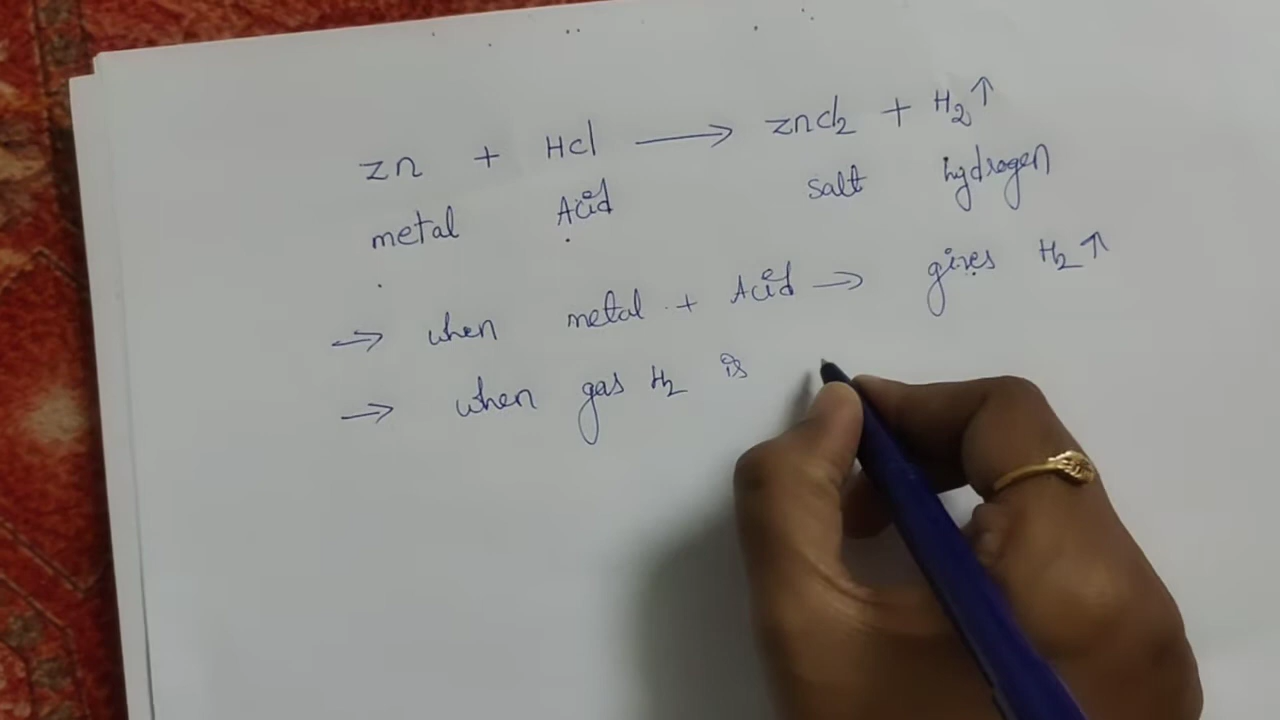 zn + Hcl → zncl₂ + H₂↑
metal Acid salt hydrogen
→ when metal + Acid → gives H₂↑
→ when gas H₂ is